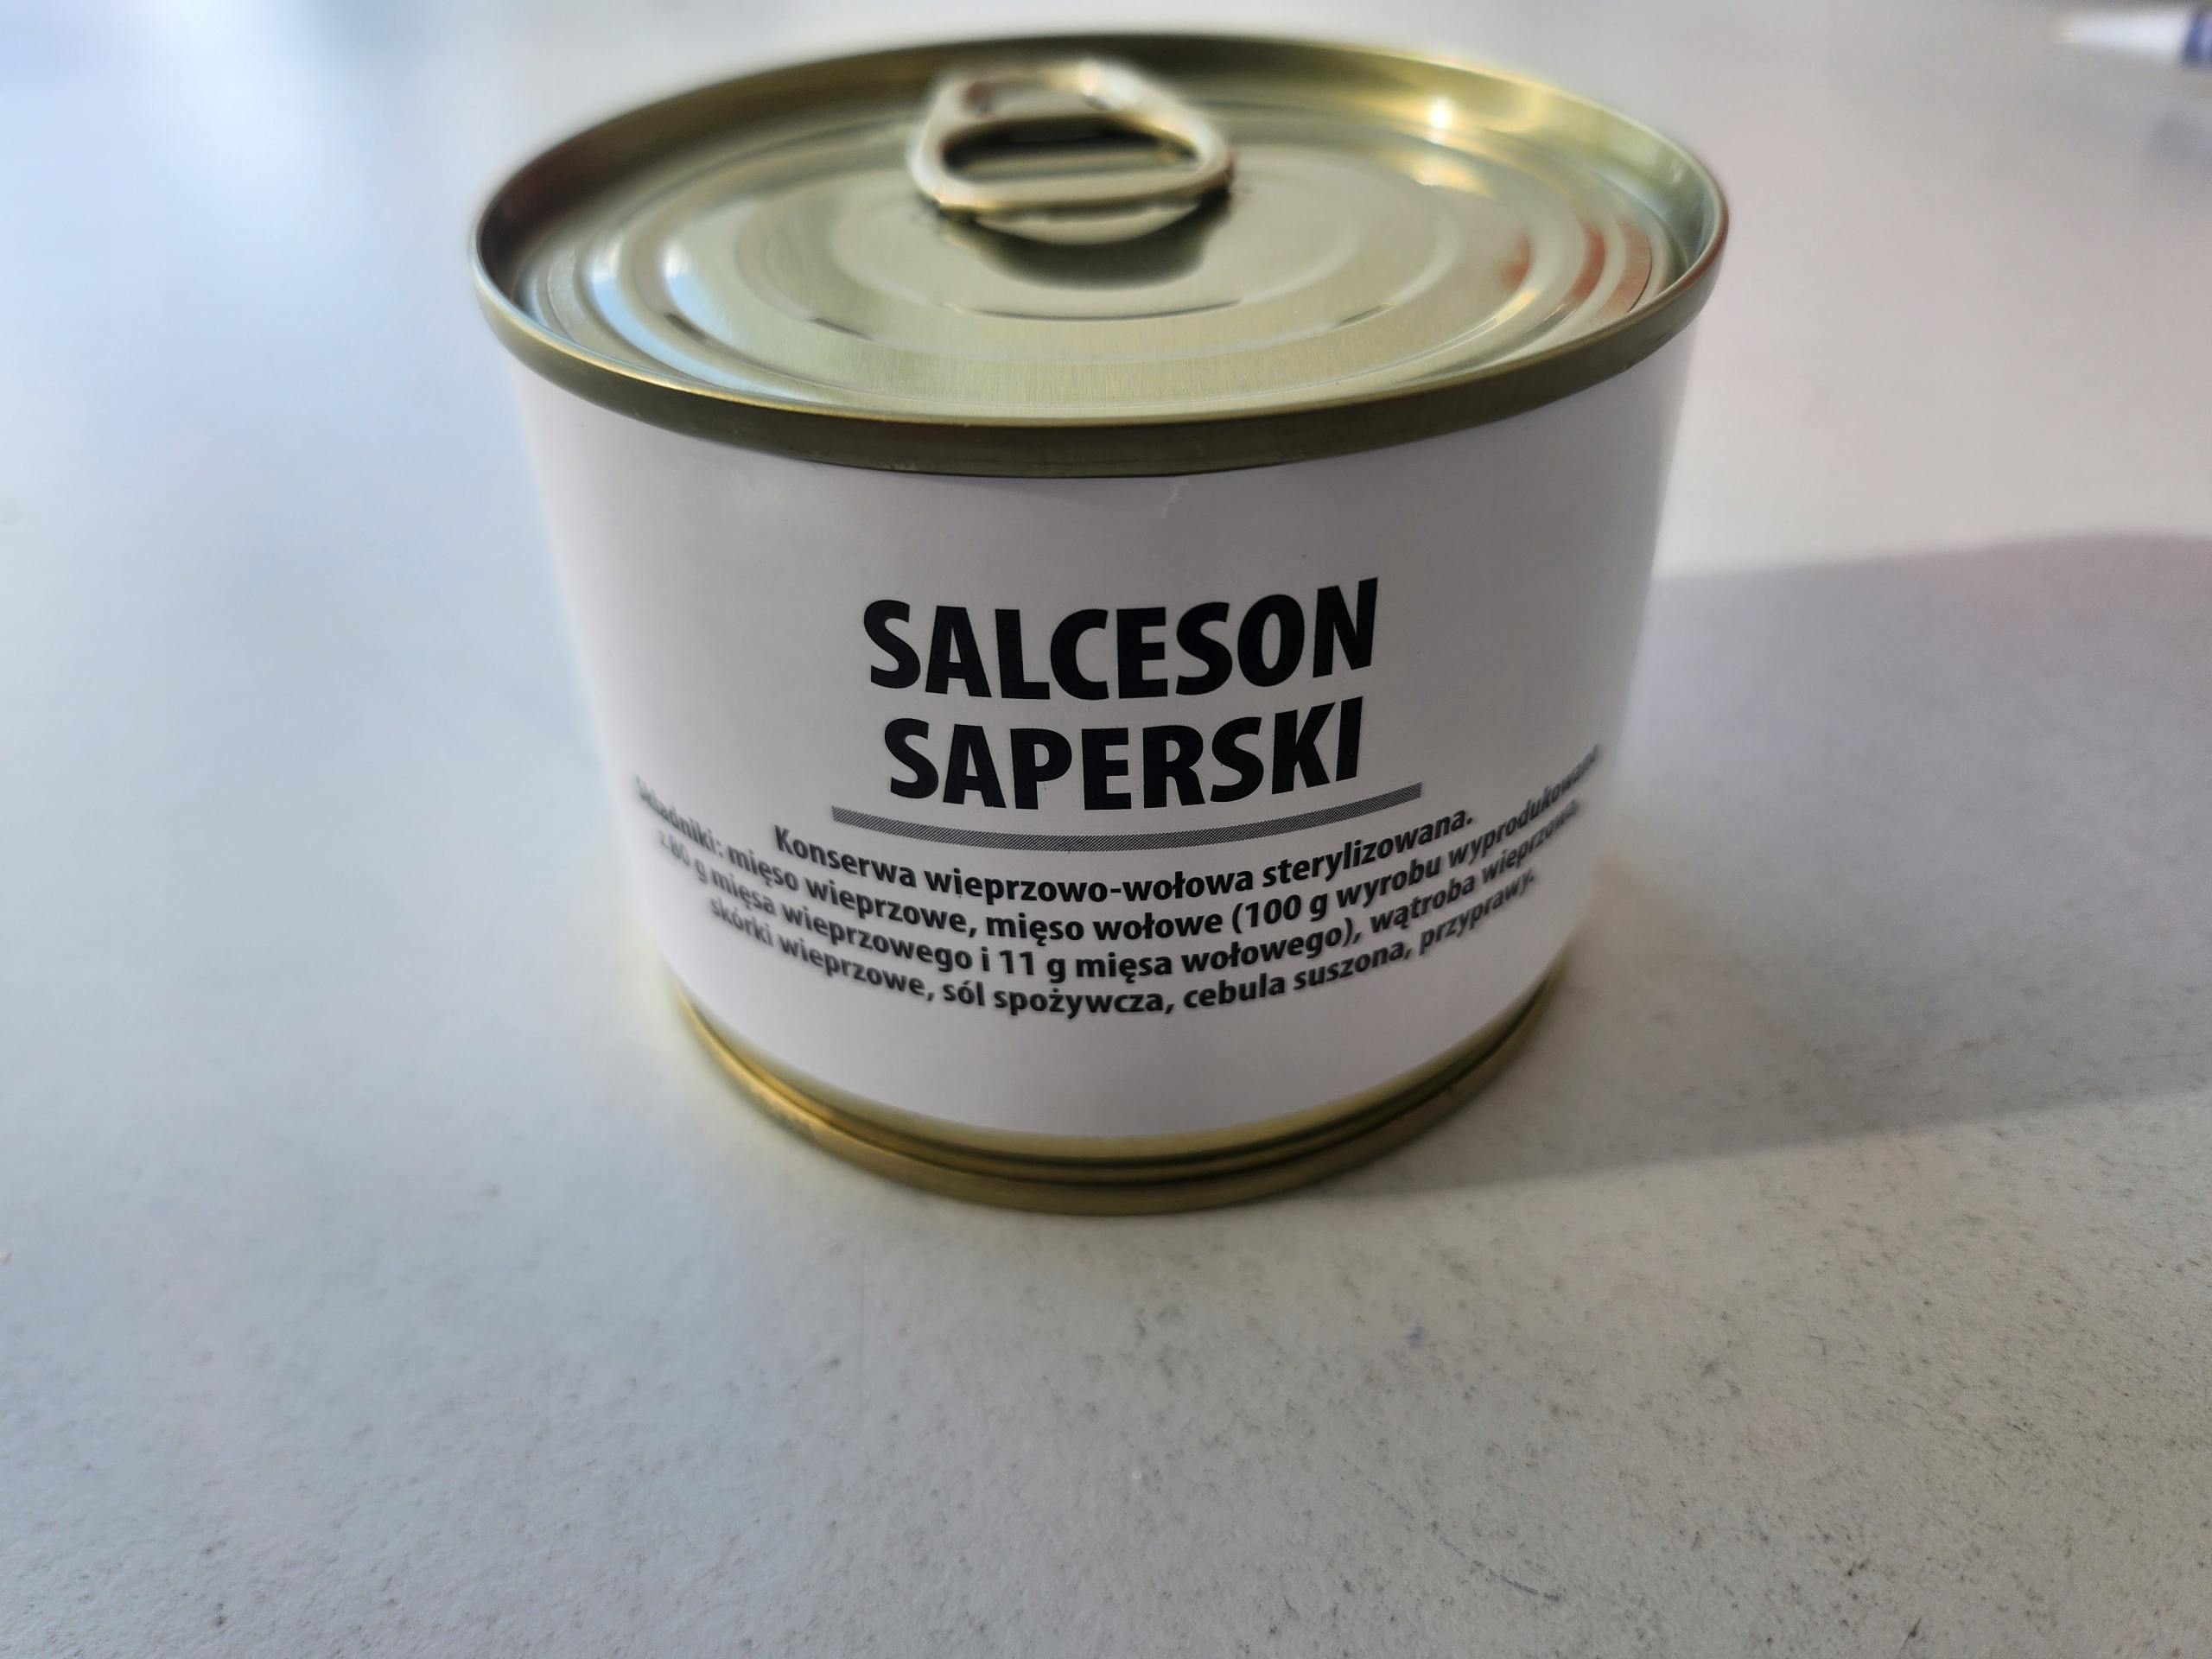 SALCESON
SAPERSKI
Konserwa wieprzowo-wołowa sterylizowana.
Składniki: mięso wieprzowe, mięso wołowe (100 g wyrobu wyprodukowano
z 80 g mięsa wieprzowego i 11 g mięsa wołowego), wątroba wieprzowa,
skórki wieprzowe, sól spożywcza, cebula suszona, przyprawy.